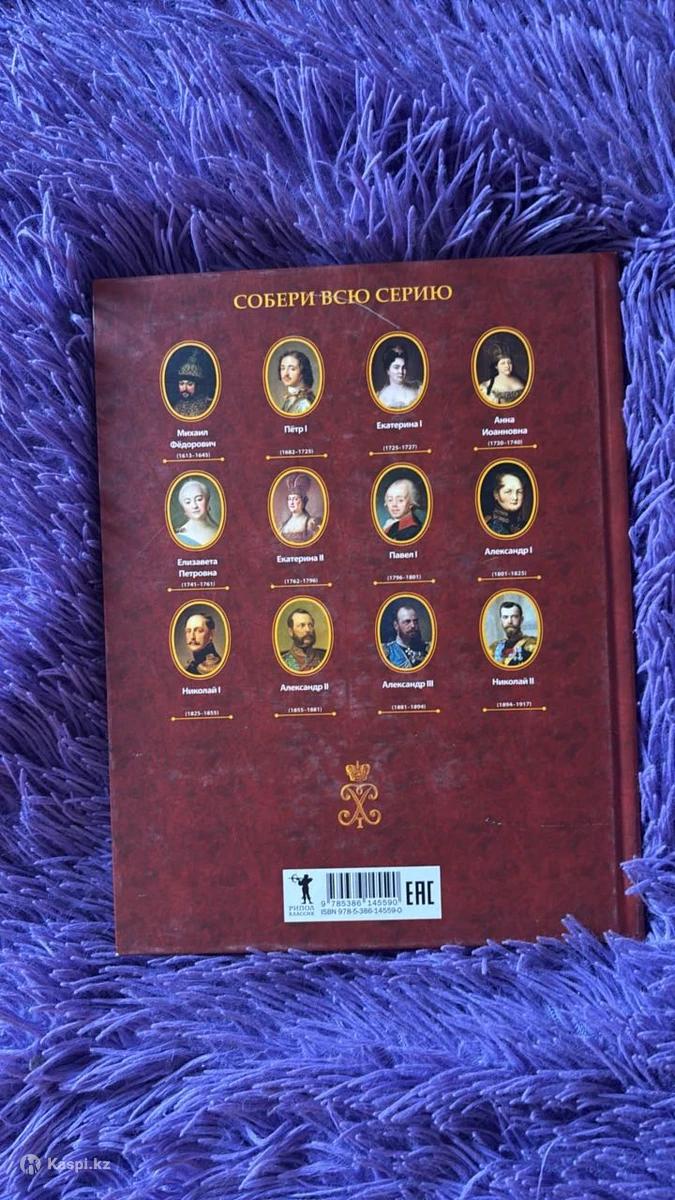 СОБЕРИ ВСЮ СЕРИЮ
Михаил
Фёдорович
(1613–1645)
Пётр I
(1682–1725)
Екатерина I
(1725–1727)
Анна
Иоанновна
(1730–1740)
Елизавета
Петровна
(1741–1761)
Екатерина II
(1762–1796)
Павел I
(1796–1801)
Александр I
(1801–1825)
Николай I
(1825–1855)
Александр II
(1855–1881)
Александр III
(1881–1894)
Николай II
(1894–1917)
РИПОЛ
КЛАССИК
9 785386 145590
ISBN 978-5-386-14559-0
EAC
Kaspi.kz